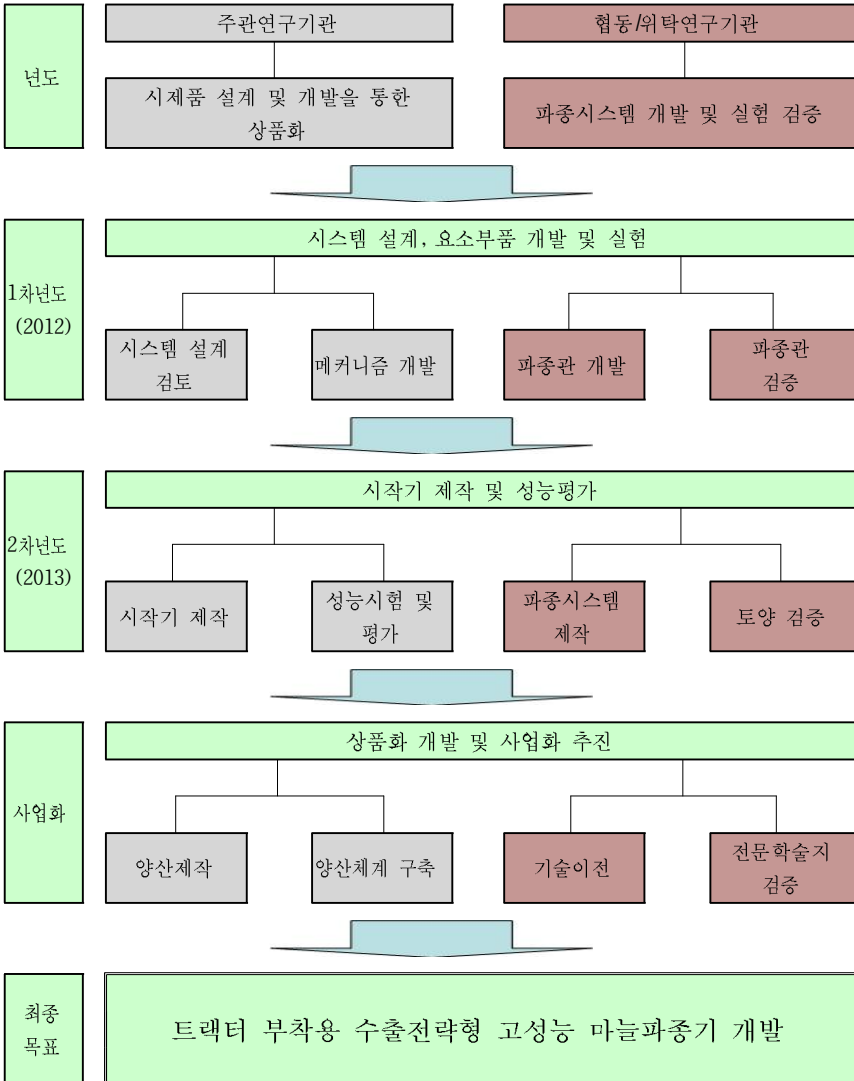 년도
주관연구기관
협동/위탁연구기관
시제품 설계 및 개발을 통한
상품화
파종시스템 개발 및 실험 검증
1차년도
(2012)
시스템 설계, 요소부품 개발 및 실험
시스템 설계
검토
메커니즘 개발
파종관 개발
파종관
검증
2차년도
(2013)
시작기 제작 및 성능평가
시작기 제작
성능시험 및
평가
파종시스템
제작
토양 검증
사업화
상품화 개발 및 사업화 추진
양산제작
양산체계 구축
기술이전
전문학술지
검증
최종
목표
트랙터 부착용 수출전략형 고성능 마늘파종기 개발